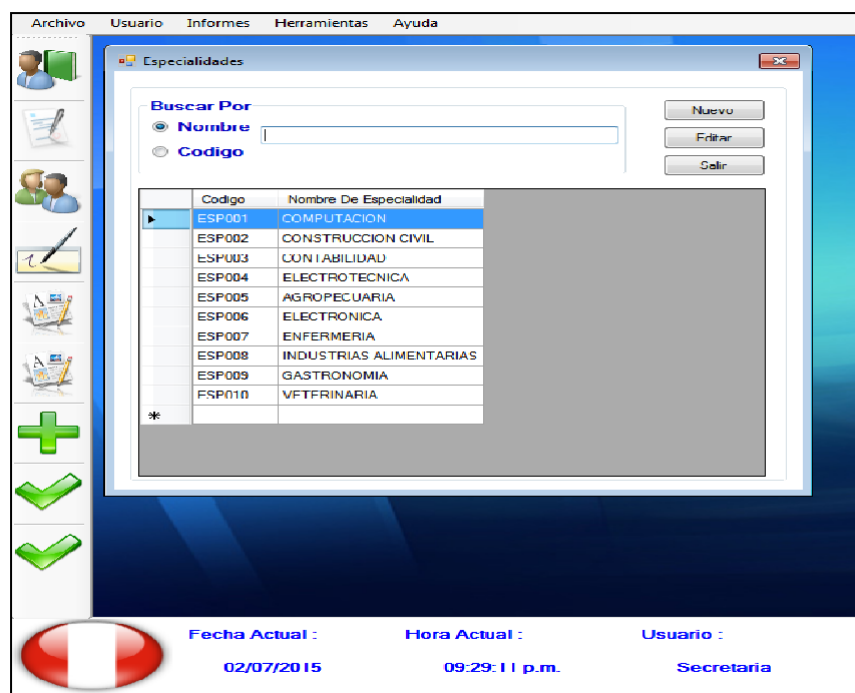 Archivo Usuario Informes Herramientas Ayuda
Especialidades
Buscar Por
Nombre
Codigo
Nuevo
Editar
Salir
Codigo Nombre De Especialidad
ESP001 COMPUTACION
ESP002 CONSTRUCCION CIVIL
ESP003 CONTABILIDAD
ESP004 ELECTROTECNICA
ESP005 AGROPECUARIA
ESP006 ELECTRONICA
ESP007 ENFERMERIA
ESP008 INDUSTRIAS ALIMENTARIAS
ESP009 GASTRONOMIA
ESP010 VETERINARIA
Fecha Actual : Hora Actual : Usuario :
02/07/2015 09:29:11 p.m. Secretaria